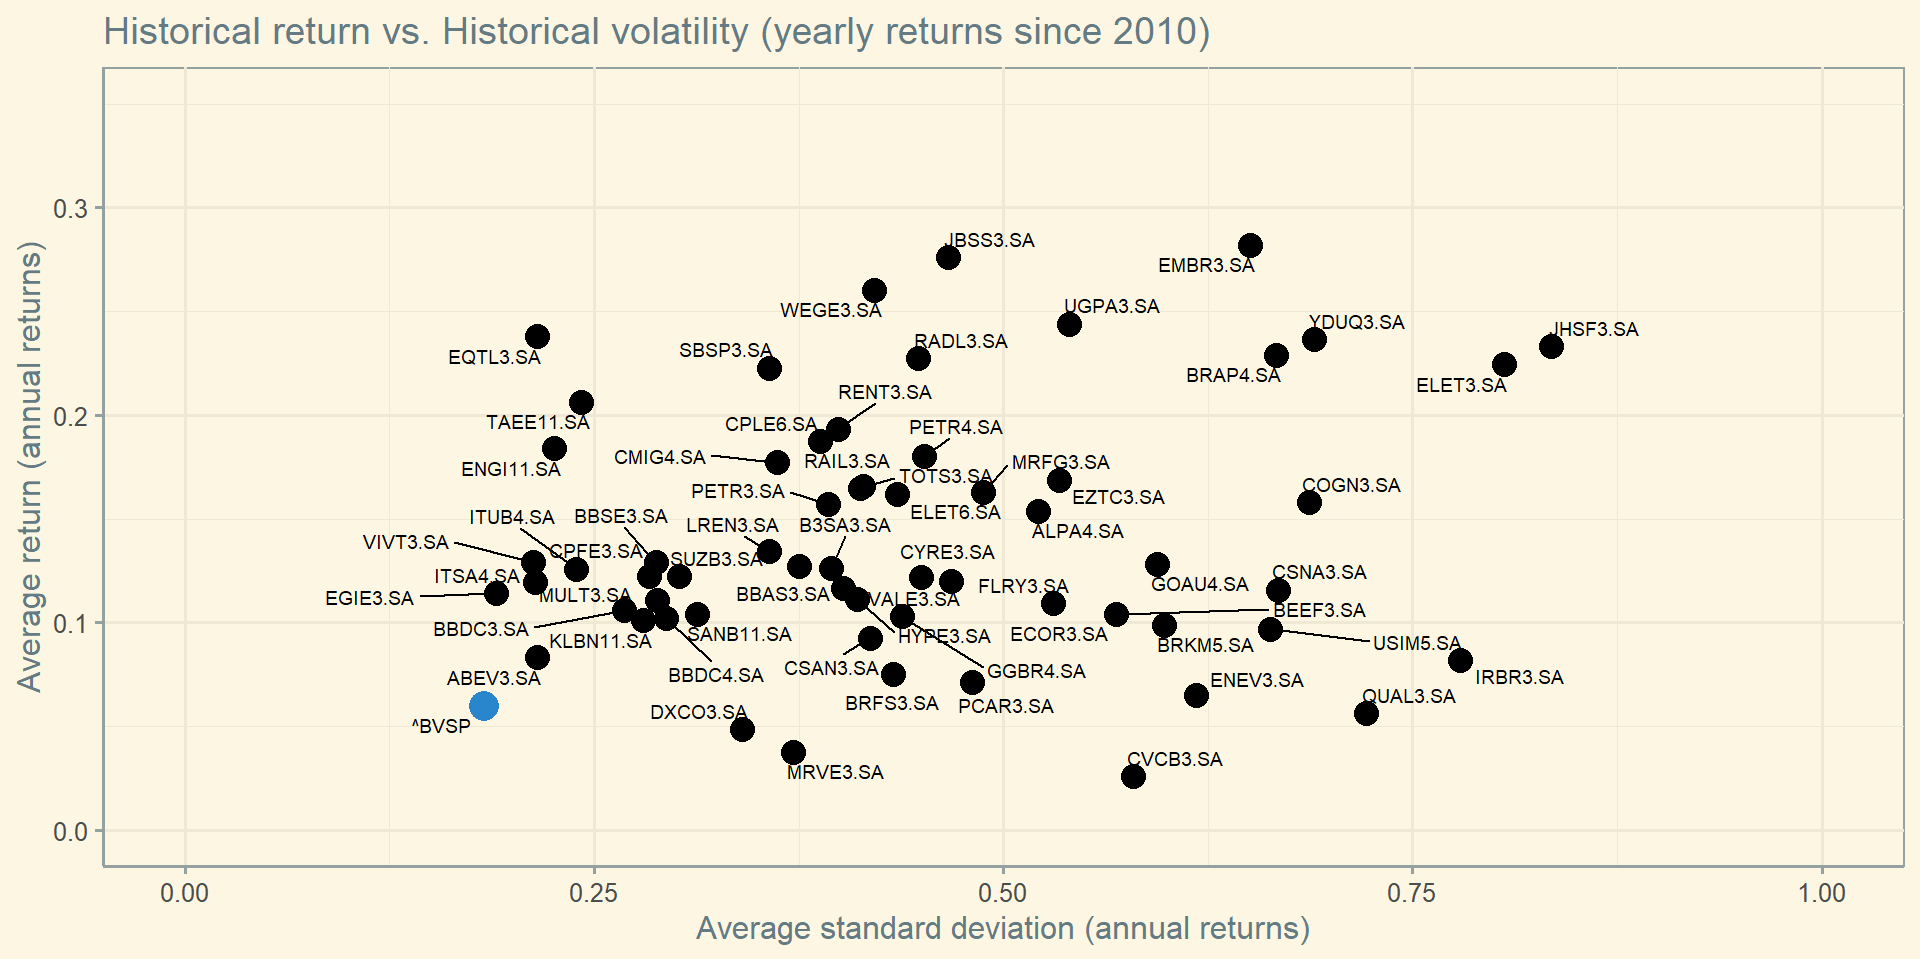 Historical return vs. Historical volatility (yearly returns since 2010)
Average return (annual returns)
0.3
0.2
0.1
0.0
JBSS3.SA
EMBR3.SA
WEGE3.SA
UGPA3.SA
YDUQ3.SA
JHSF3.SA
EQTL3.SA
SBSP3.SA
RADL3.SA
BRAP4.SA
ELET3.SA
RENT3.SA
TAEE11.SA
CPLE6.SA
PETR4.SA
ENGI11.SA
CMIG4.SA
RAIL3.SA
MRFG3.SA
TOTS3.SA
PETR3.SA
EZTC3.SA
COGN3.SA
ELET6.SA
ITUB4.SA
BBSE3.SA
LREN3.SA
B3SA3.SA
ALPA4.SA
VIVT3.SA
CPFE3.SA
SUZB3.SA
CYRE3.SA
ITSA4.SA
CSNA3.SA
GOAU4.SA
FLRY3.SA
EGIE3.SA
MULT3.SA
BBAS3.SA
VALE3.SA
BEEF3.SA
BBDC3.SA
KLBN11.SA
SANB11.SA
HYPE3.SA
ECOR3.SA
BRKM5.SA
USIM5.SA
ABEV3.SA
BBDC4.SA
CSAN3.SA
GGBR4.SA
IRBR3.SA
ENEV3.SA
QUAL3.SA
BRFS3.SA
PCAR3.SA
^BVSP
DXCO3.SA
MRVE3.SA
CVCB3.SA
0.00
0.25
0.50
0.75
1.00
Average standard deviation (annual returns)